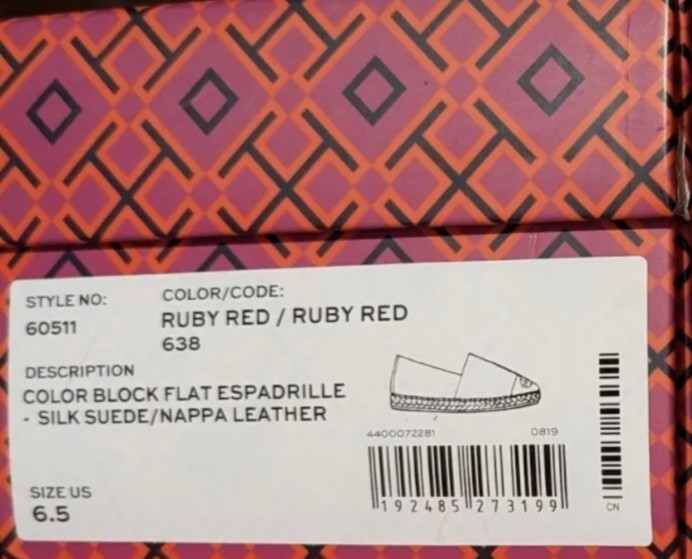 STYLE NO:
60511
COLOR/CODE:
RUBY RED / RUBY RED
638
DESCRIPTION
COLOR BLOCK FLAT ESPADRILLE
- SILK SUEDE/NAPPA LEATHER
SIZE US
6.5
4400072281 0819
192485 273199
CN